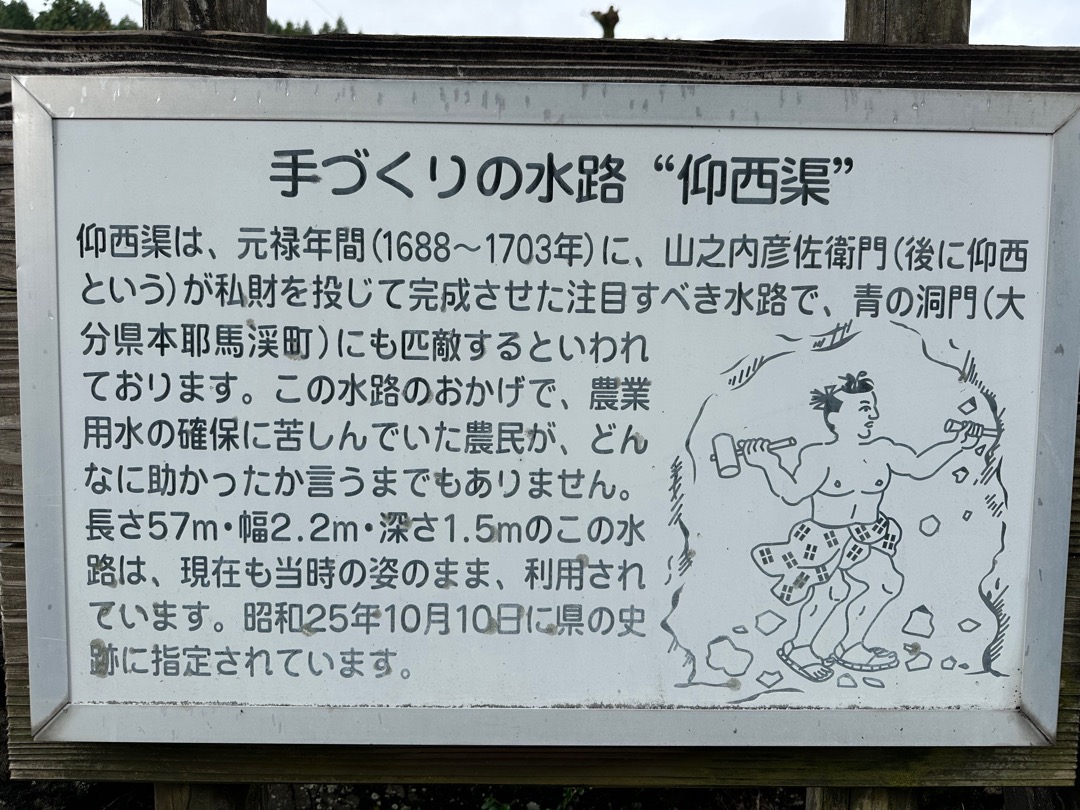 手づくりの水路“仰西渠”
仰西渠は、元禄年間(1688〜1703年)に、山之内彦佐衛門(後に仰西
という)が私財を投じて完成させた注目すべき水路で、青の洞門(大
分県本耶馬渓町)にも匹敵するといわれ
ております。この水路のおかげで、農業
用水の確保に苦しんでいた農民が、どん
なに助かったか言うまでもありません。
長さ57m・幅2.2m・深さ1.5mのこの水
路は、現在も当時の姿のまま、利用され
ています。昭和25年10月10日に県の史
跡に指定されています。